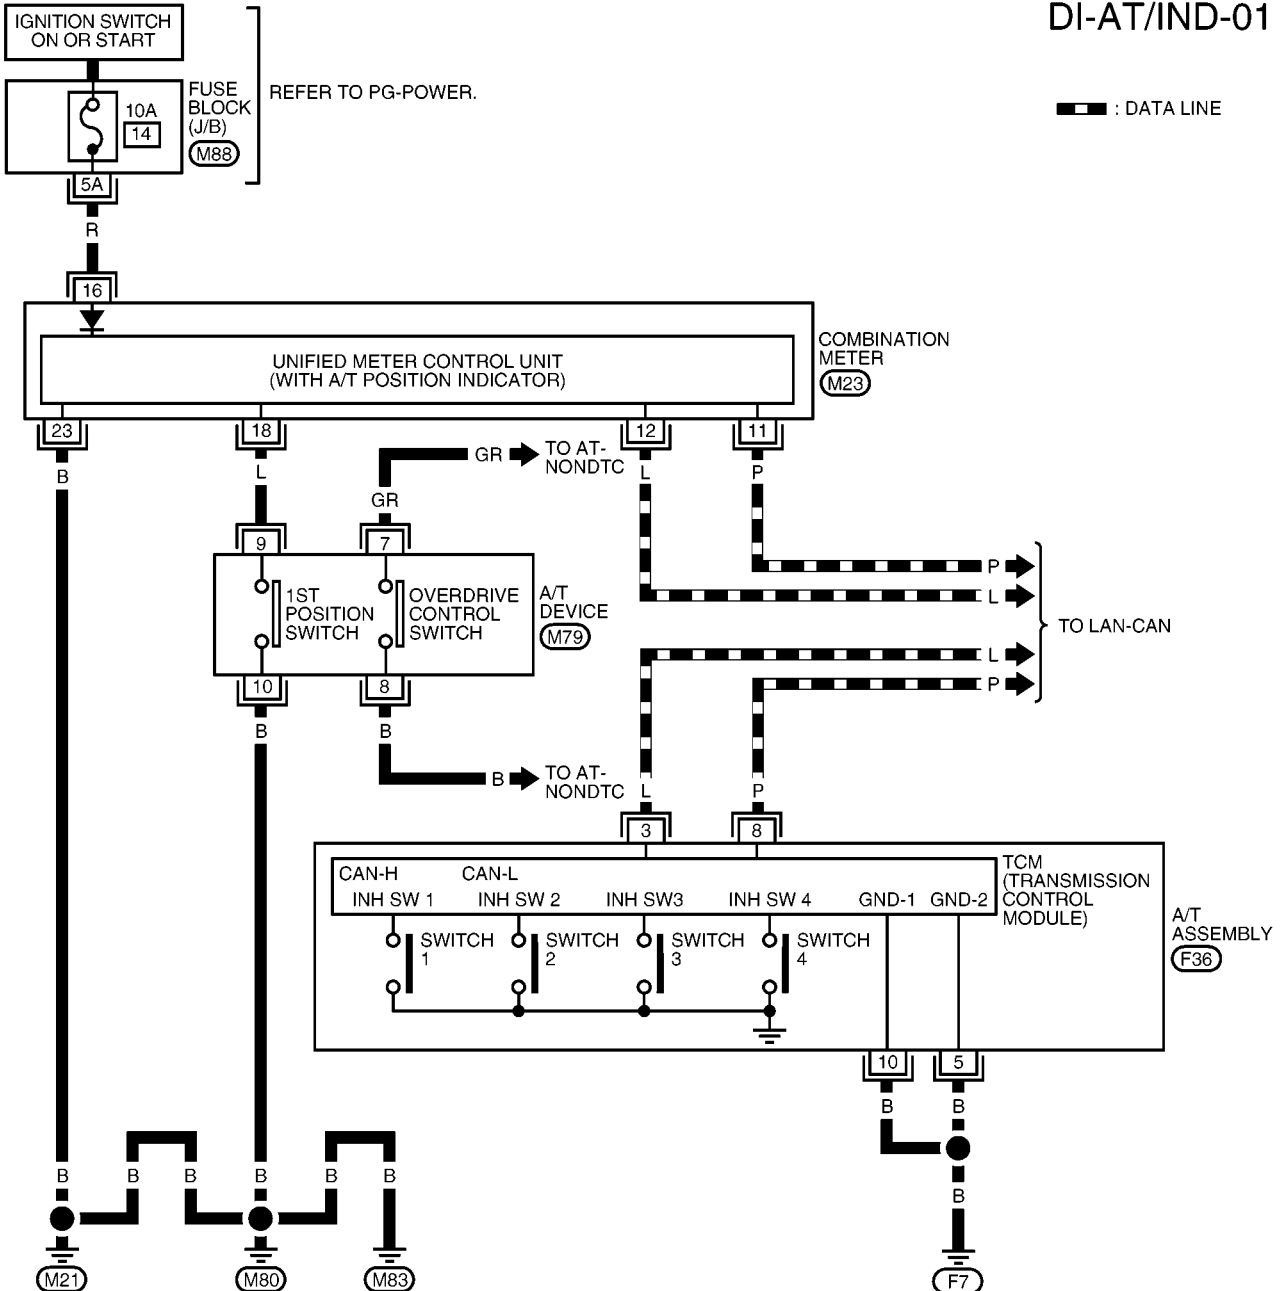 DI-AT/IND-01
IGNITION SWITCH
ON OR START
FUSE
BLOCK
(J/B)
M88
10A
14
REFER TO PG-POWER.
: DATA LINE
5A
R
16
UNIFIED METER CONTROL UNIT
(WITH A/T POSITION INDICATOR)
COMBINATION
METER
M23
23
18
12
11
B
L
GR
TO AT-
NONDTC
L
P
GR
9
7
1ST
POSITION
SWITCH
OVERDRIVE
CONTROL
SWITCH
A/T
DEVICE
M79
P
L
TO LAN-CAN
L
P
10
8
B
B
B
TO AT-
NONDTC
L
P
3
8
CAN-H
CAN-L
INH SW 1
INH SW 2
INH SW3
INH SW 4
GND-1
GND-2
TCM
(TRANSMISSION
CONTROL
MODULE)
SWITCH
1
SWITCH
2
SWITCH
3
SWITCH
4
A/T
ASSEMBLY
F36
10
5
B
B
B
B
B
B
B
B
B
M21
M80
M83
F7